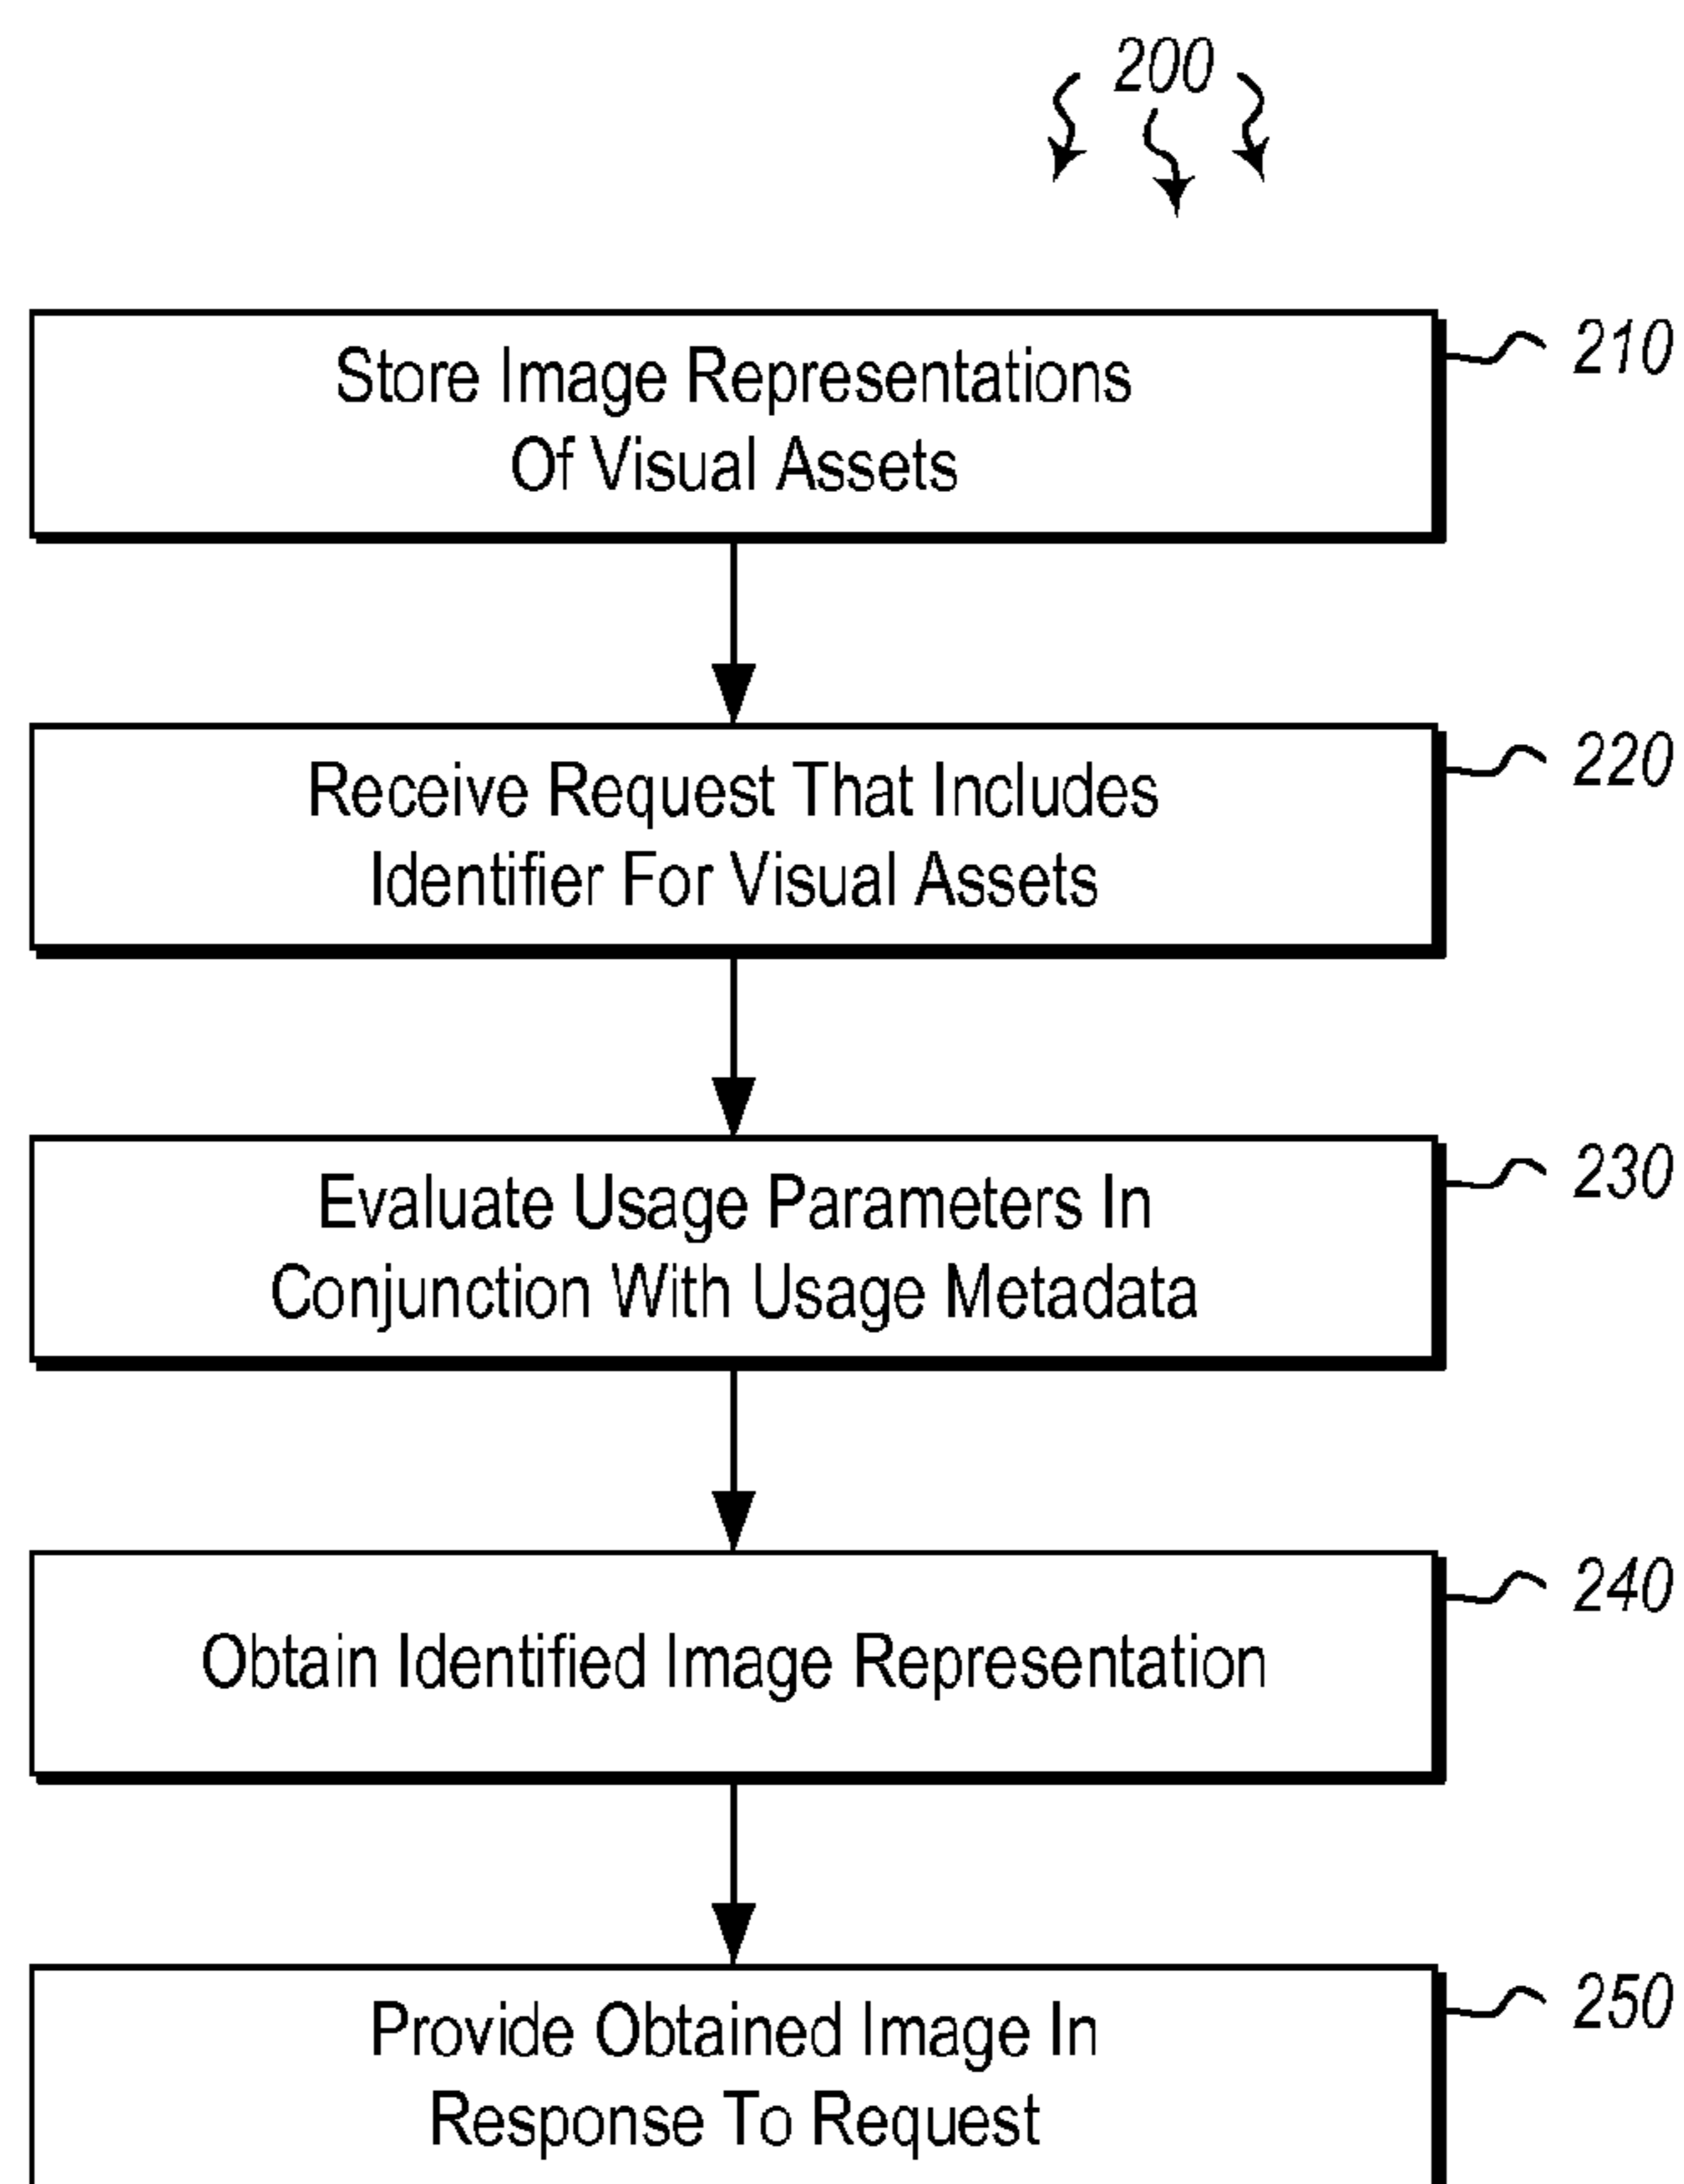 200
Store Image Representations
Of Visual Assets
210
Receive Request That Includes
Identifier For Visual Assets
220
Evaluate Usage Parameters In
Conjunction With Usage Metadata
230
Obtain Identified Image Representation
240
Provide Obtained Image In
Response To Request
250